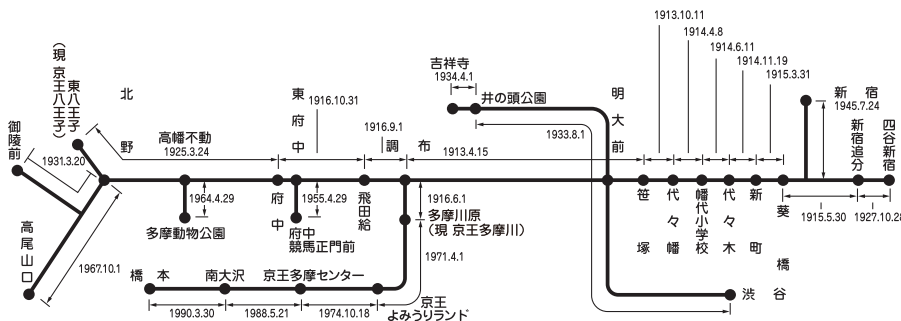 1913.10.11
1914.4.8
1914.6.11
1914.11.19
1915.3.31
吉祥寺
1934.4.1
井の頭公園
明大前
新宿
1945.7.24
新宿追分
四谷新宿
東八王子
(現 京王八王子)
北野
東府中
1916.10.31
1916.9.1
調布
1933.8.1
御陵前
1931.3.20
高幡不動
1925.3.24
1913.4.15
1964.4.29
多摩動物公園
府中
1955.4.29
府中
競馬正門前
飛田給
1916.6.1
多摩川原
(現 京王多摩川)
1971.4.1
笹塚
代々幡
幡代小学校
代々木
新町
葵橋
1915.5.30
1927.10.28
高尾山口
1967.10.1
橋本
南大沢
京王多摩センター
京王
よみうりランド
1990.3.30
1988.5.21
1974.10.18
渋谷